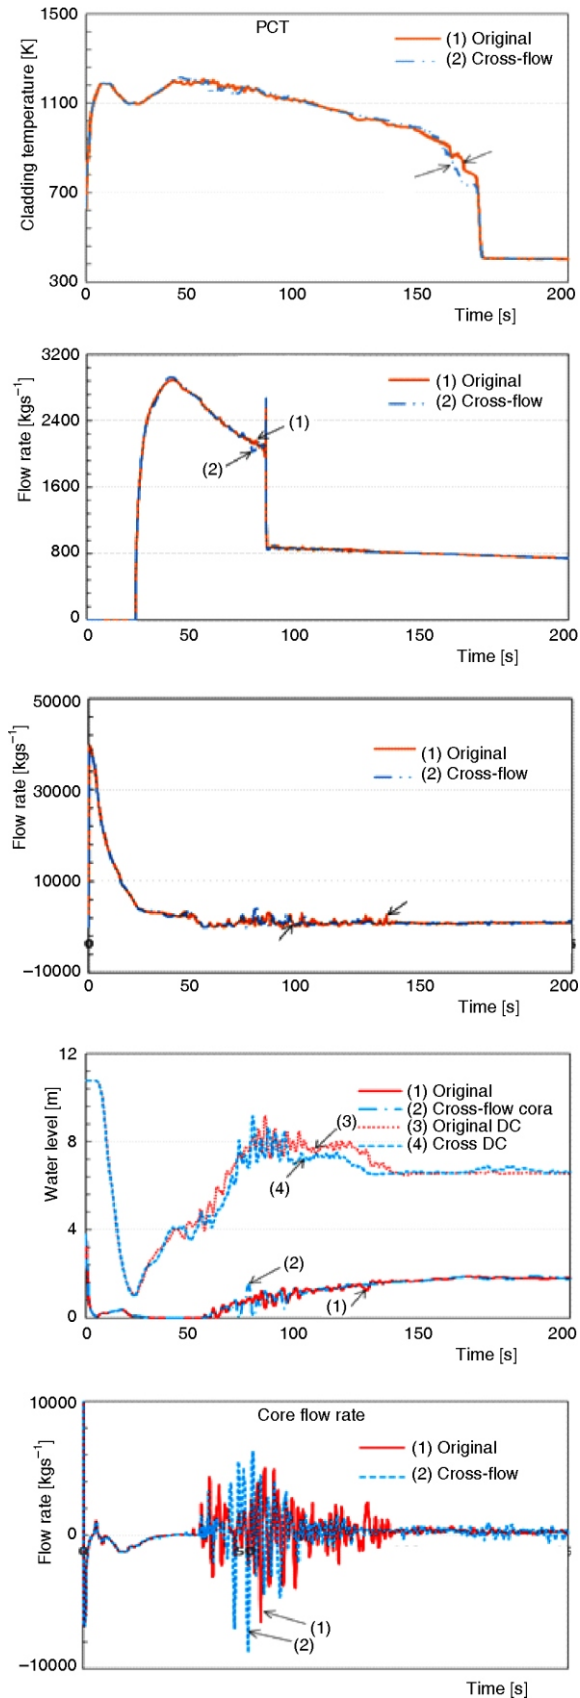 1500
PCT
(1) Original
(2) Cross-flow
1100
700
300
Cladding temperature [K]
0 50 100 150 200
Time [s]
3200
(1) Original
(2) Cross-flow
2400
(1)
(2)
1600
800
0
Flow rate [kgs−1]
0 50 100 150 200
Time [s]
50000
(1) Original
(2) Cross-flow
30000
10000
0
−10000
Flow rate [kgs−1]
0 50 100 150 200
Time [s]
12
(1) Original
(2) Cross-flow cora
(3) Original DC
(4) Cross DC
8
(3)
(4)
4
(2)
(1)
0
Water level [m]
0 50 100 150 200
Time [s]
10000
Core flow rate
(1) Original
(2) Cross-flow
0
(1)
(2)
−10000
Flow rate [kgs−1]
Time [s]